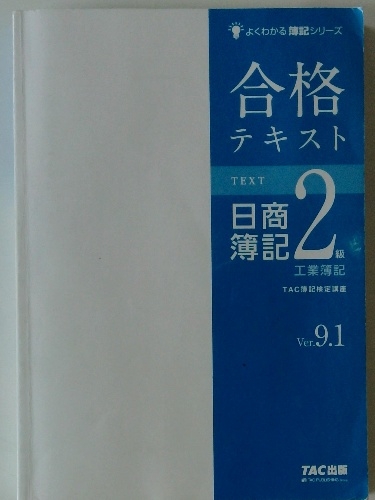 よくわかる簿記シリーズ
合格
テキスト
TEXT
日商
簿記
2級
工業簿記
TAC簿記検定講座
Ver.9.1
TAC出版
TAC PUBLISHING